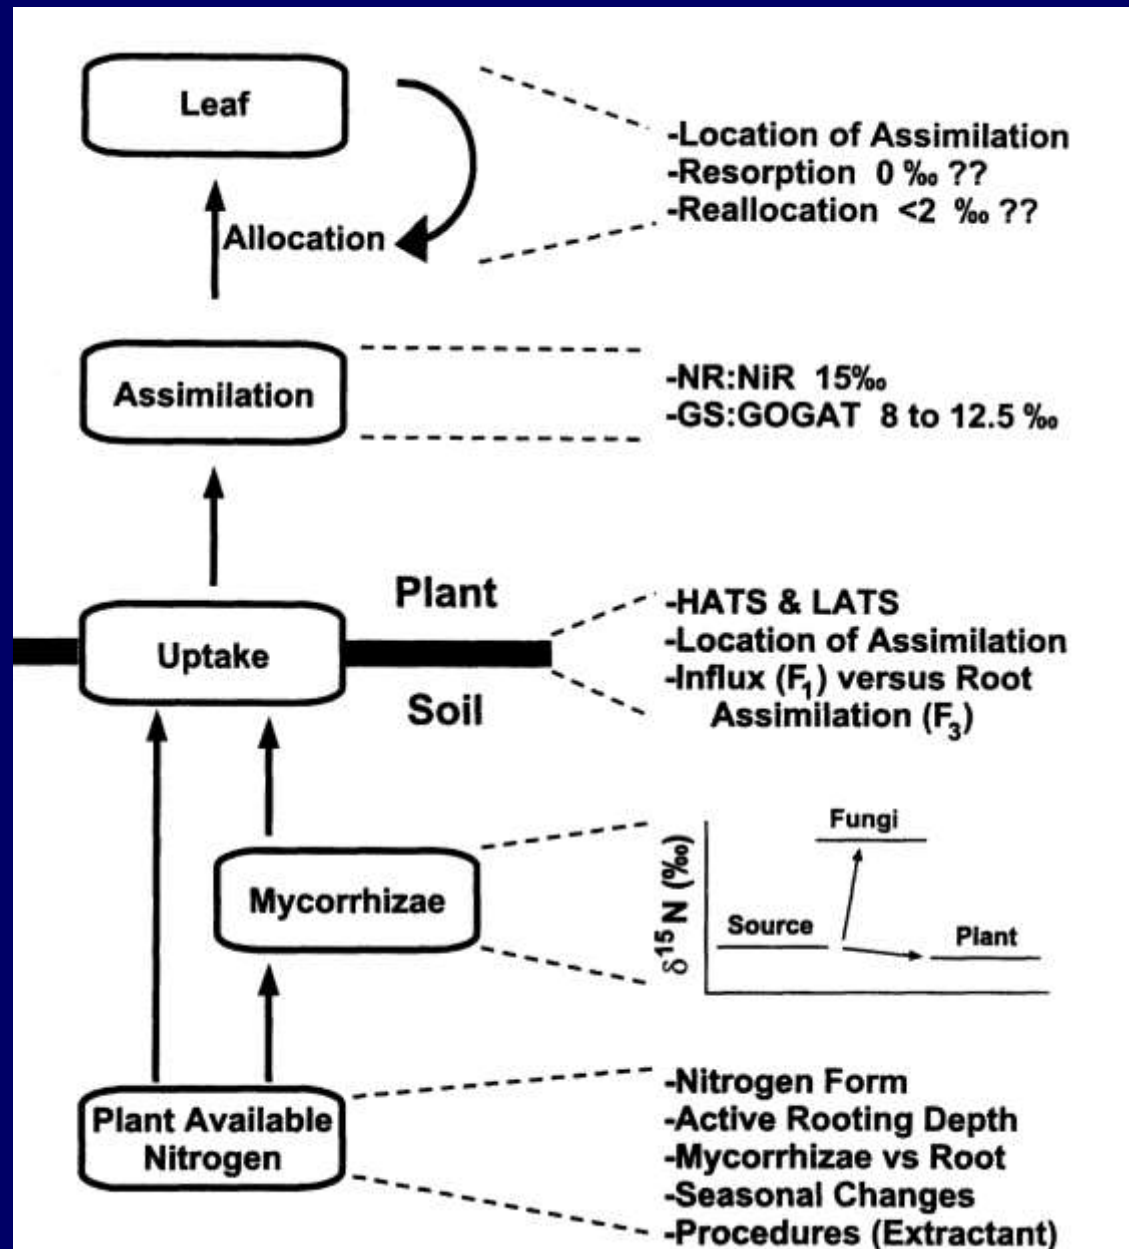 Leaf
Allocation
-Location of Assimilation
-Resorption 0 ‰ ??
-Reallocation <2 ‰ ??
Assimilation
-NR:NiR 15‰
-GS:GOGAT 8 to 12.5 ‰
Plant
Uptake
Soil
-HATS & LATS
-Location of Assimilation
-Influx (F₁) versus Root
Assimilation (F₃)
Mycorrhizae
δ¹⁵N (‰)
Fungi
Source
Plant
Plant Available
Nitrogen
-Nitrogen Form
-Active Rooting Depth
-Mycorrhizae vs Root
-Seasonal Changes
-Procedures (Extractant)